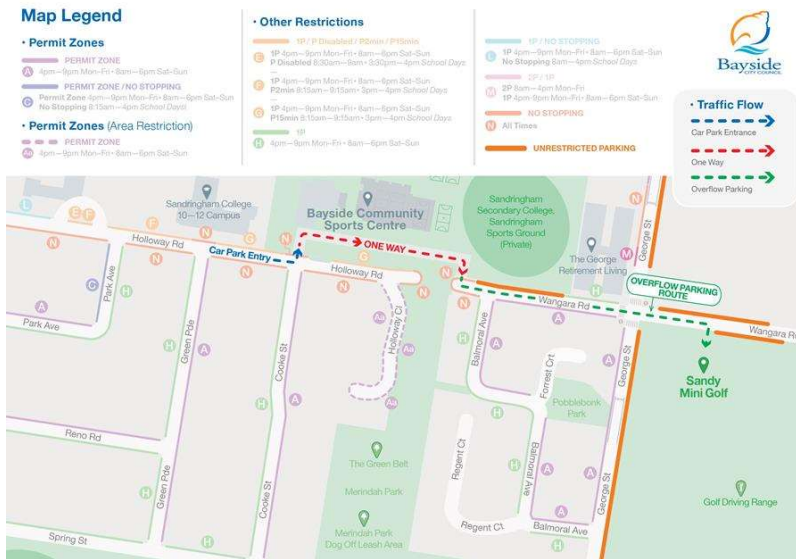 Map Legend
• Permit Zones
PERMIT ZONE
A 4pm–9pm Mon–Fri • 8am–6pm Sat–Sun
PERMIT ZONE / NO STOPPING
C Permit Zone 4pm–9pm Mon–Fri • 8am–6pm Sat–Sun
No Stopping 8:15am–4pm School Days
• Permit Zones (Area Restriction)
PERMIT ZONE
Aa 4pm–9pm Mon–Fri • 8am–6pm Sat–Sun
• Other Restrictions
1P / P Disabled / P2min / P15min
E 1P 4pm–9pm Mon–Fri • 8am–6pm Sat–Sun
P Disabled 8:30am–9am • 3:30pm–4pm School Days
...
F 1P 4pm–9pm Mon–Fri • 8am–6pm Sat–Sun
P2min 8:15am–9:15am • 3pm–4pm School Days
...
G 1P 4pm–9pm Mon–Fri • 8am–6pm Sat–Sun
P15min 8:15am–9:15am • 3pm–4pm School Days
1P
H 4pm–9pm Mon–Fri • 8am–6pm Sat–Sun
1P / NO STOPPING
L 1P 4pm–9pm Mon–Fri • 8am–6pm Sat–Sun
No Stopping 8am–4pm School Days
2P / 1P
M 2P 8am–4pm Mon–Fri
1P 4pm–9pm Mon–Fri • 8am–6pm Sat–Sun
NO STOPPING
N All Times
UNRESTRICTED PARKING
Bayside
CITY COUNCIL
• Traffic Flow
Car Park Entrance
One Way
Overflow Parking
L
E
F
F
N
N
G
N
Sandringham College
10–12 Campus
Bayside Community
Sports Centre
Sandringham
Secondary College,
Sandringham
Sports Ground
(Private)
The George
Retirement Living
M
N
George St
Holloway Rd
Car Park Entry
ONE WAY
G
Holloway Rd
N
N
N
N
N
N
N
OVERFLOW PARKING
ROUTE
H
Wangara Rd
Wangara Rd
C
Park Ave
H
A
Park Ave
H
Green Pde
A
Cooke St
H
A
Aa
Holloway Ct
Aa
Aa
H
Balmoral Ave
A
A
Forrest Crt
George St
A
Pobblebonk
Park
Sandy
Mini Golf
H
H
Reno Rd
Green Pde
H
A
H
Cooke St
The Green Belt
Merindah Park
Merindah Park
Dog Off Leash Area
Regent Ct
Regent Ct
H
Balmoral Ave
A
A
A
Balmoral Ave
H
George St
Golf Driving Range
Spring St
H
H